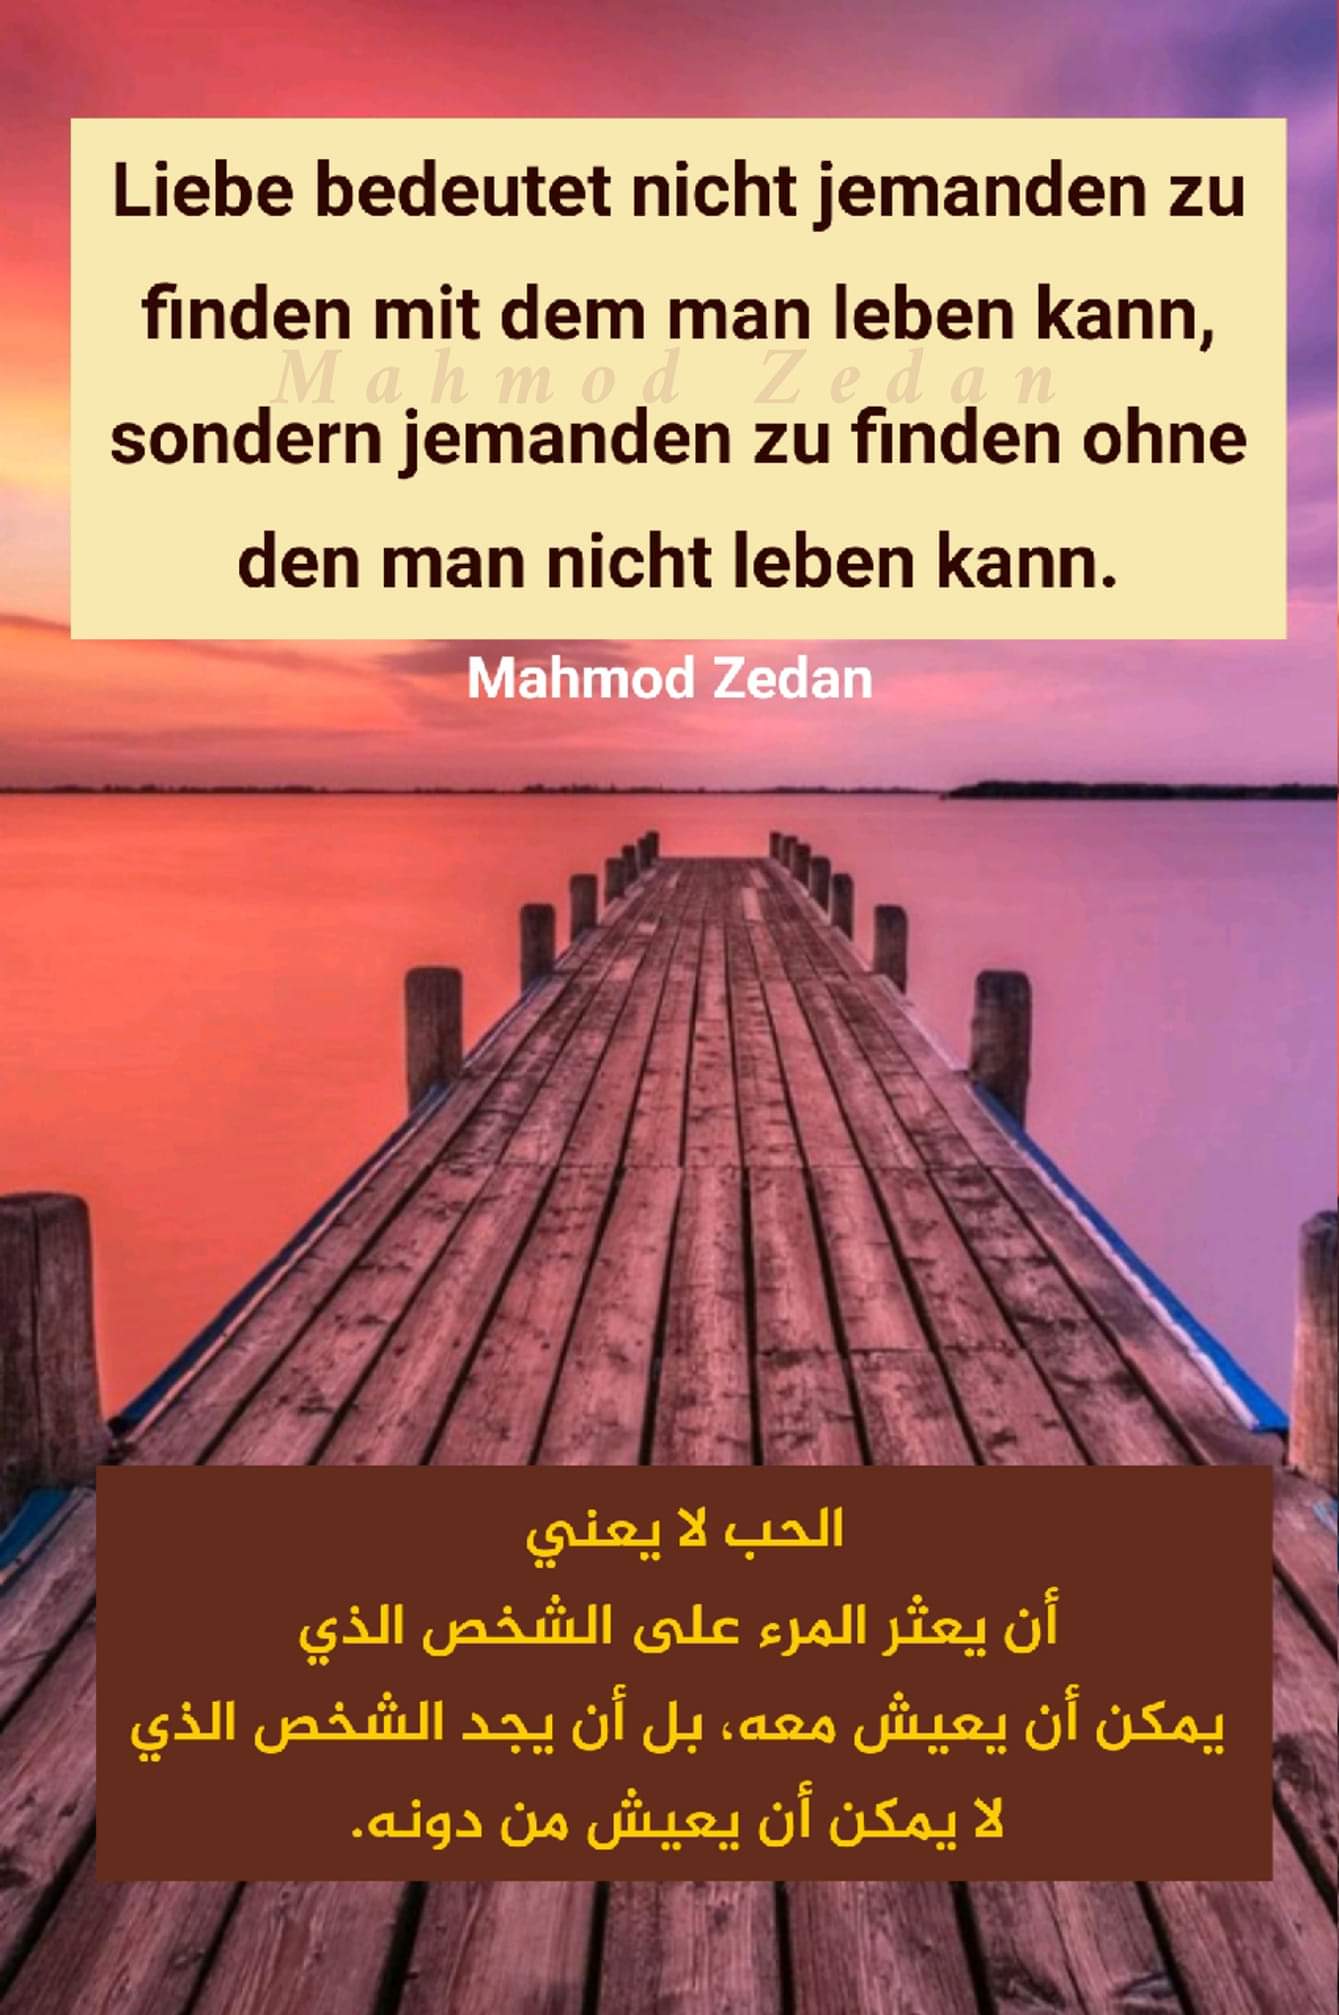 Liebe bedeutet nicht jemanden zu
finden mit dem man leben kann,
Mahmod Zedan
sondern jemanden zu finden ohne
den man nicht leben kann.
Mahmod Zedan
الحب لا يعني
أن يعثر المرء على الشخص الذي
يمكن أن يعيش معه، بل أن يجد الشخص الذي
لا يمكن أن يعيش من دونه.